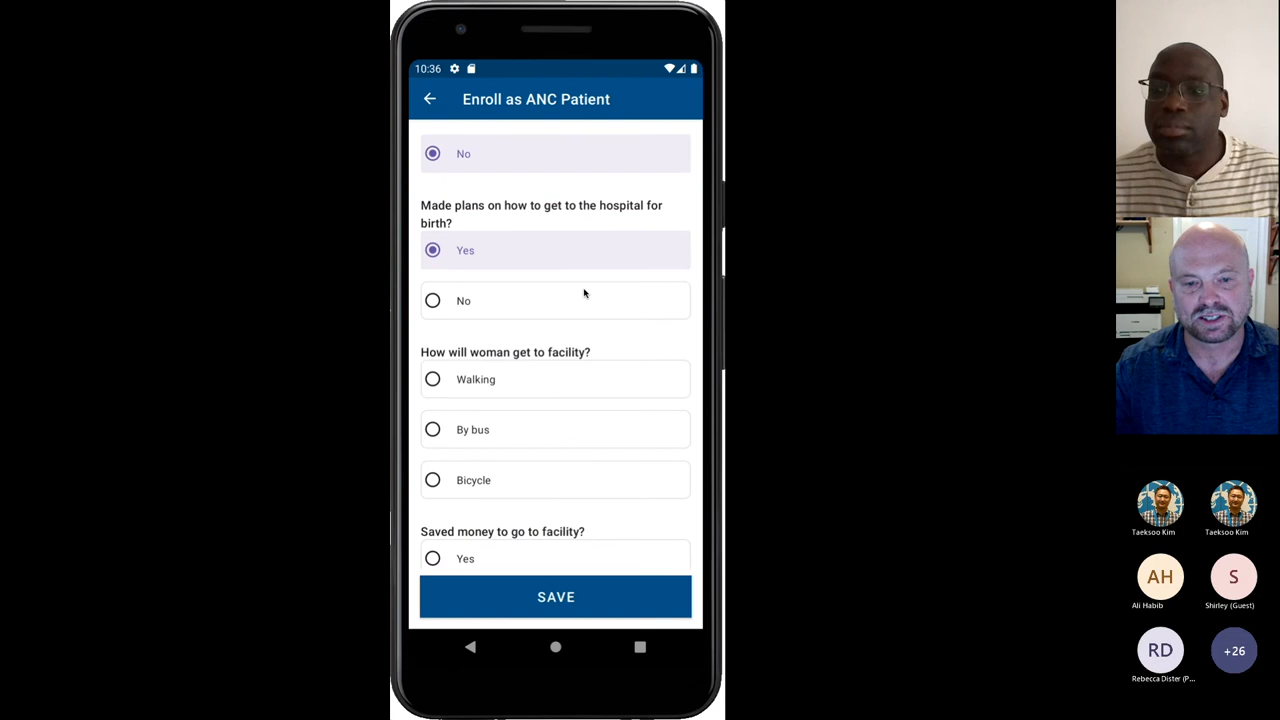 10:36
Enroll as ANC Patient
No
Made plans on how to get to the hospital for
birth?
Yes
No
How will woman get to facility?
Walking
By bus
Bicycle
Saved money to go to facility?
Yes
SAVE
Taeksoo Kim
Taeksoo Kim
AH
S
Ali Habib
Shirley (Guest)
RD
+26
Rebecca Dister (P...